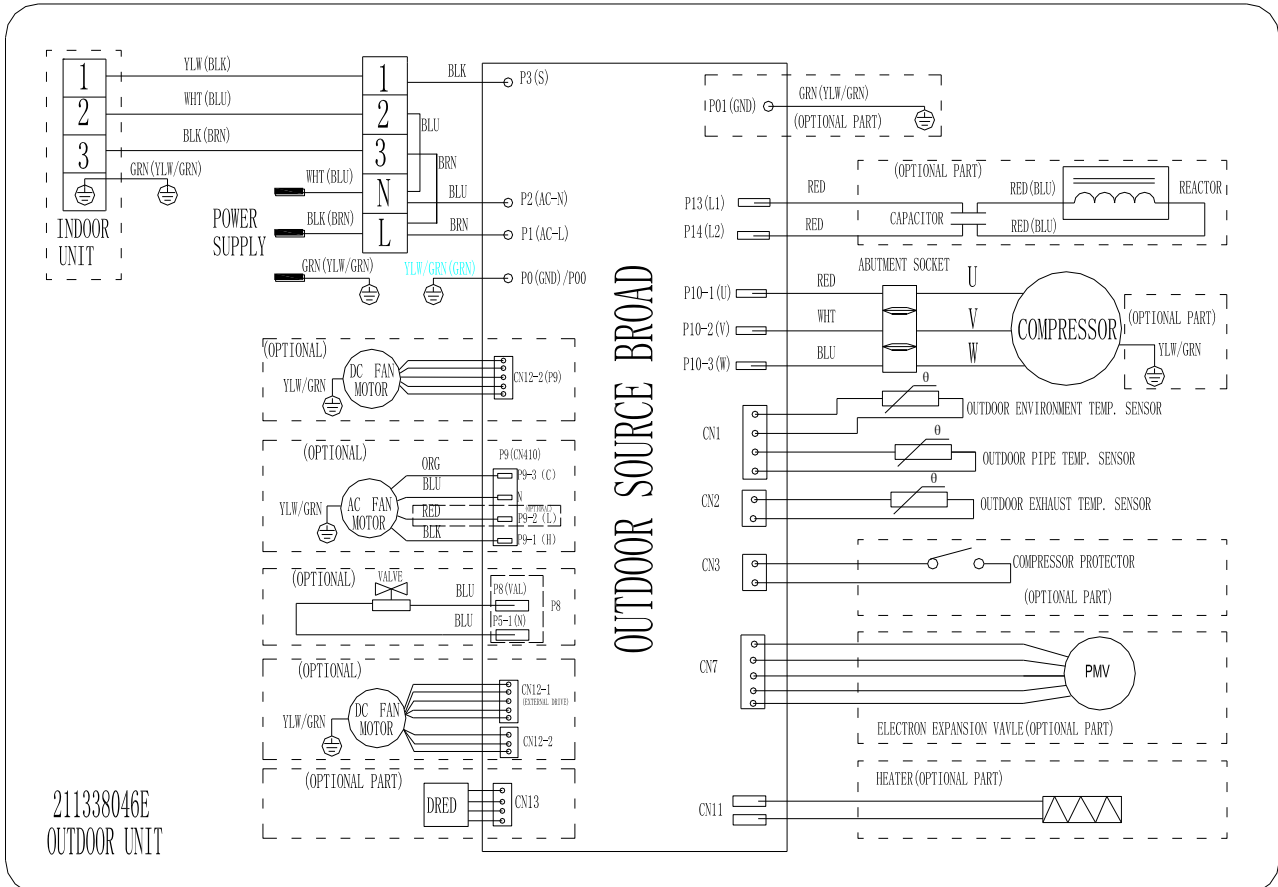 1
2
3
INDOOR
UNIT
YLW(BLK)
WHT(BLU)
BLK(BRN)
GRN(YLW/GRN)
1
2
3
N
L
BLK
P3(S)
BLU
BRN
BLU
P2(AC-N)
BRN
P1(AC-L)
WHT(BLU)
POWER
SUPPLY
BLK(BRN)
GRN(YLW/GRN)
YLW/GRN(GRN)
P0(GND)/P00
(OPTIONAL)
DC FAN
MOTOR
YLW/GRN
CN12-2(P9)
(OPTIONAL)
P9(CN410)
ORG
P9-3 (C)
BLU
N
AC FAN
MOTOR
YLW/GRN
RED
(OPTIONAL)
P9-2 (L)
BLK
P9-1 (H)
(OPTIONAL)
VALVE
BLU
P8(VAL)
P8
BLU
P5-1(N)
(OPTIONAL)
DC FAN
MOTOR
YLW/GRN
CN12-1
(EXTERNAL DRIVE)
CN12-2
(OPTIONAL PART)
DRED
CN13
211338046E
OUTDOOR UNIT
OUTDOOR SOURCE BROAD
P01(GND)
GRN(YLW/GRN)
(OPTIONAL PART)
(OPTIONAL PART)
P13(L1)
RED
RED(BLU)
REACTOR
CAPACITOR
P14(L2)
RED
RED(BLU)
ABUTMENT SOCKET
P10-1(U)
RED
U
P10-2(V)
WHT
V
P10-3(W)
BLU
W
COMPRESSOR
(OPTIONAL PART)
YLW/GRN
CN1
θ
OUTDOOR ENVIRONMENT TEMP. SENSOR
θ
OUTDOOR PIPE TEMP. SENSOR
CN2
θ
OUTDOOR EXHAUST TEMP. SENSOR
CN3
COMPRESSOR PROTECTOR
(OPTIONAL PART)
CN7
PMV
ELECTRON EXPANSION VAVLE(OPTIONAL PART)
HEATER(OPTIONAL PART)
CN11